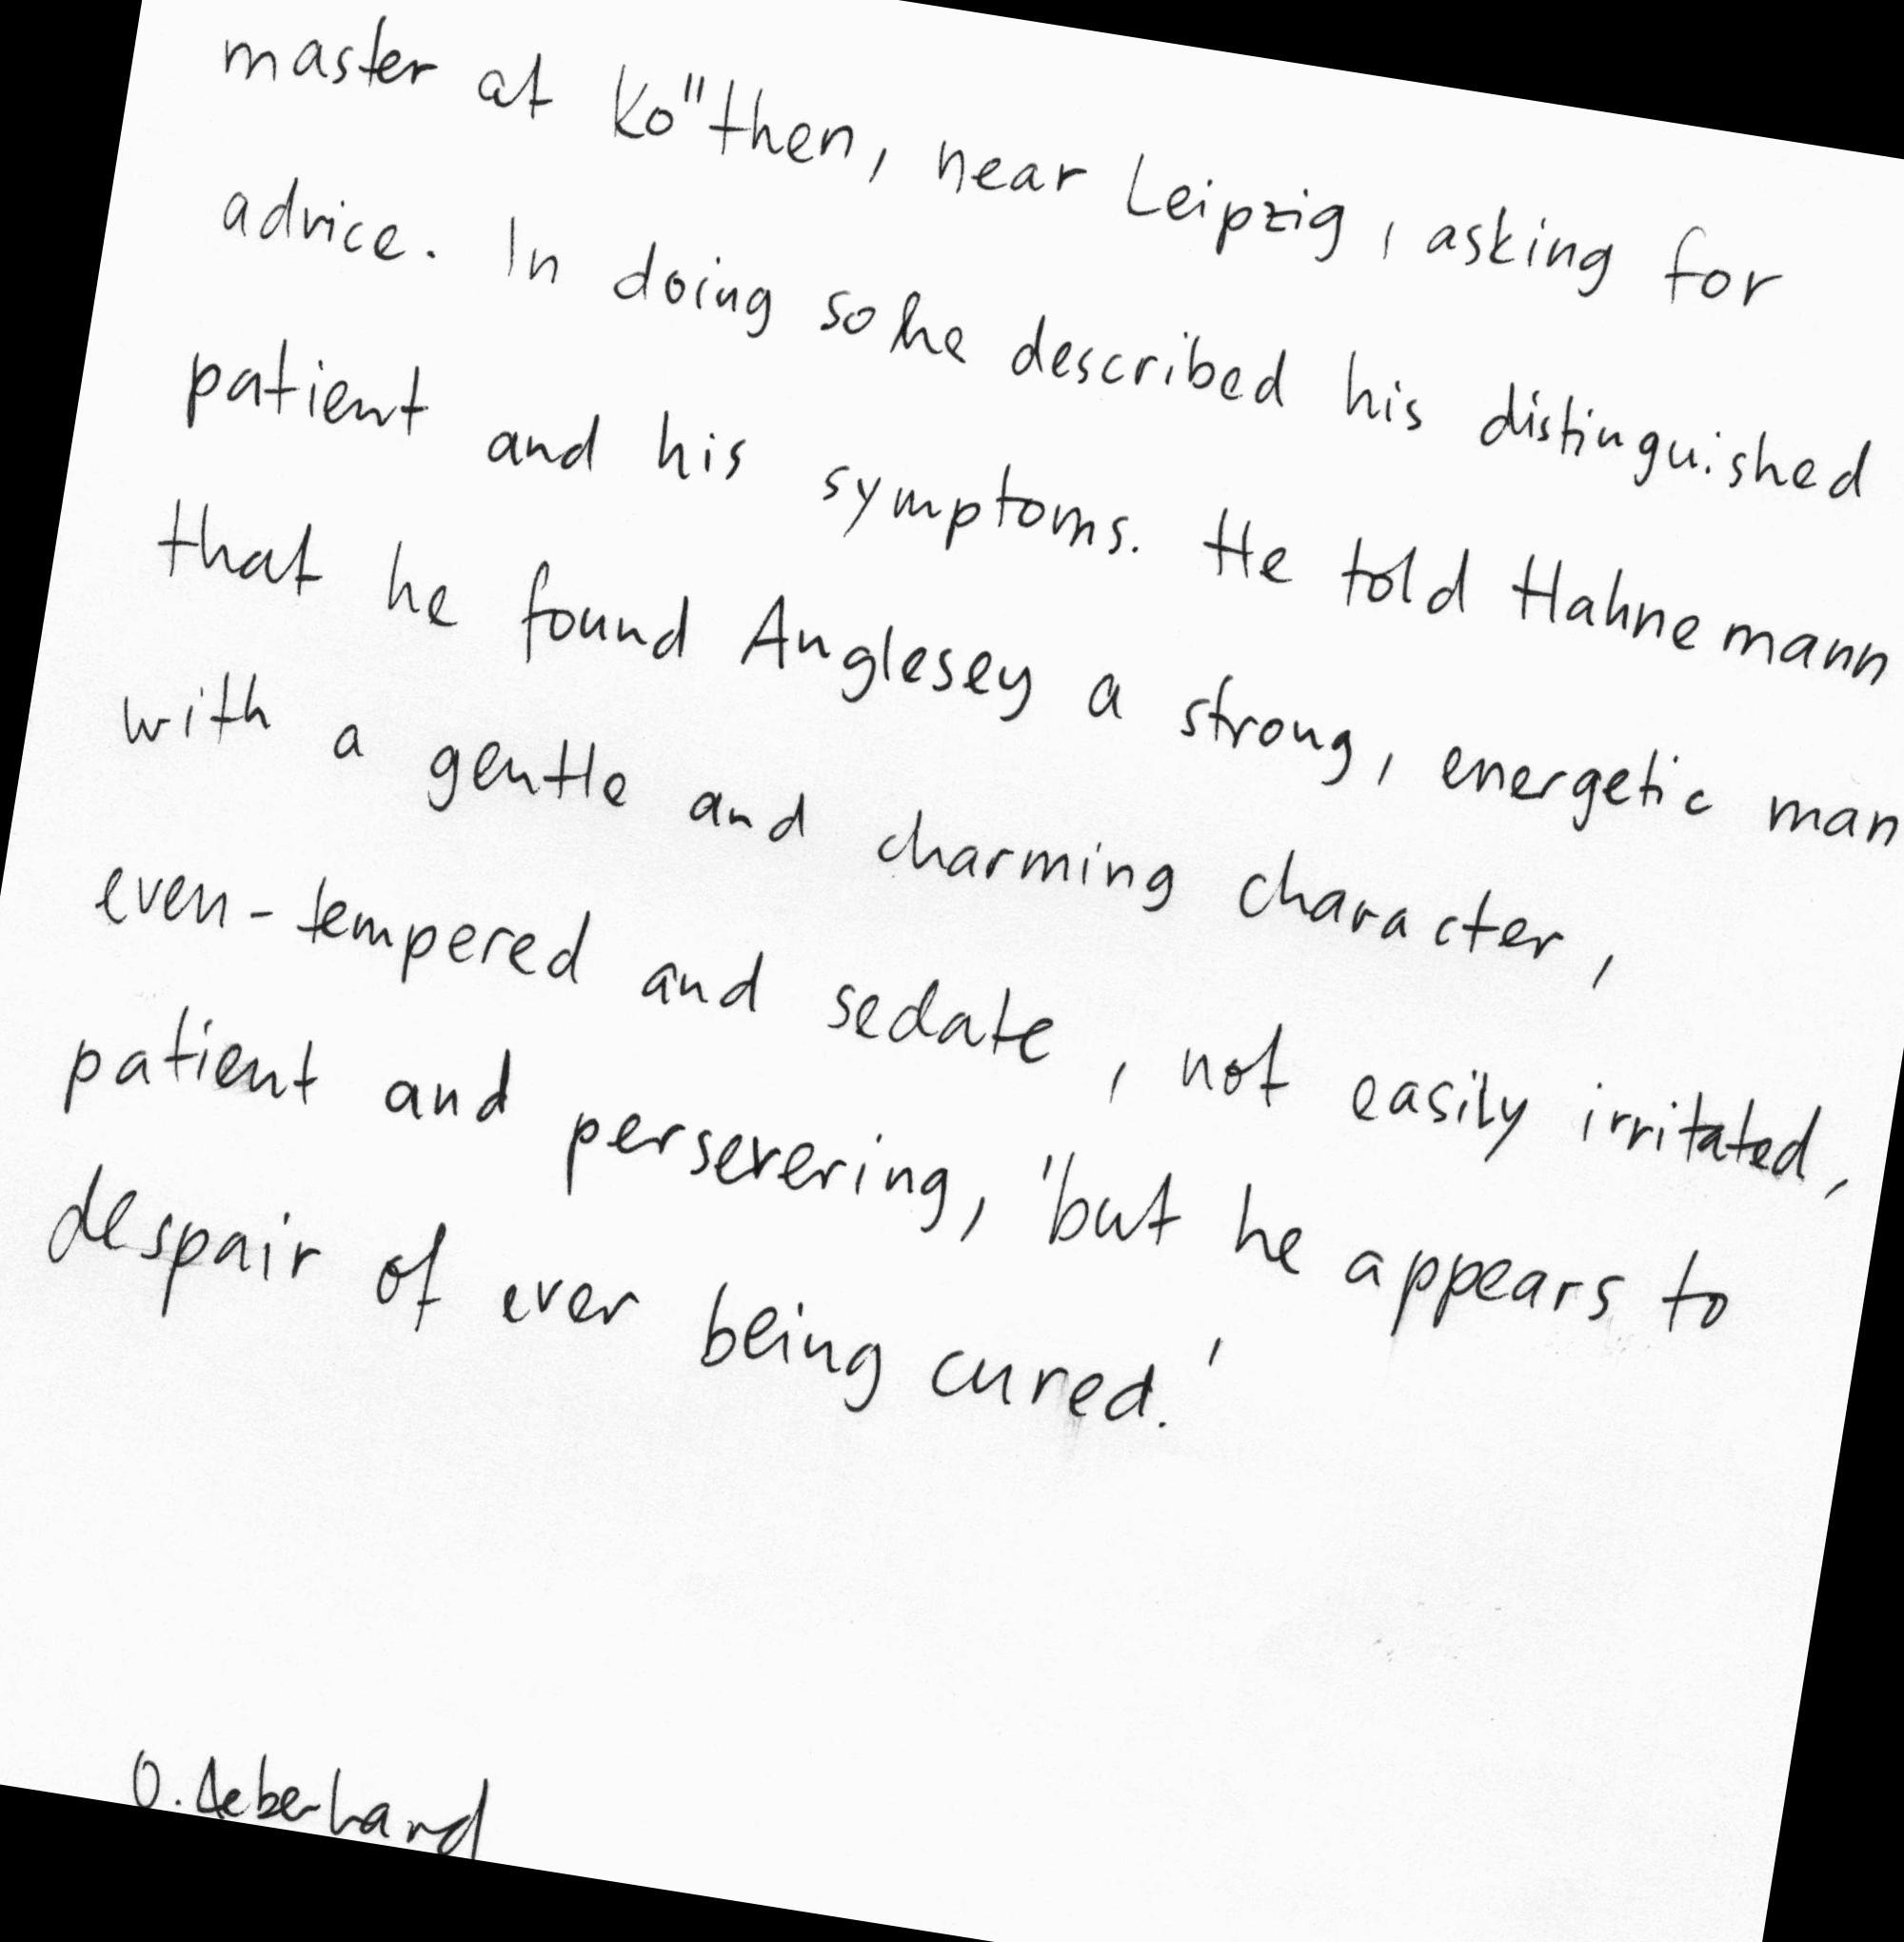 master at Ko"then, near Leipzig, asking for
advice. In doing so he described his distinguished
patient and his symptoms. He told Hahnemann
that he found Anglesey a strong, energetic man
with a gentle and charming character,
even-tempered and sedate, not easily irritated,
patient and persevering, 'but he appears to
despair of ever being cured.'
O. Aeberhard